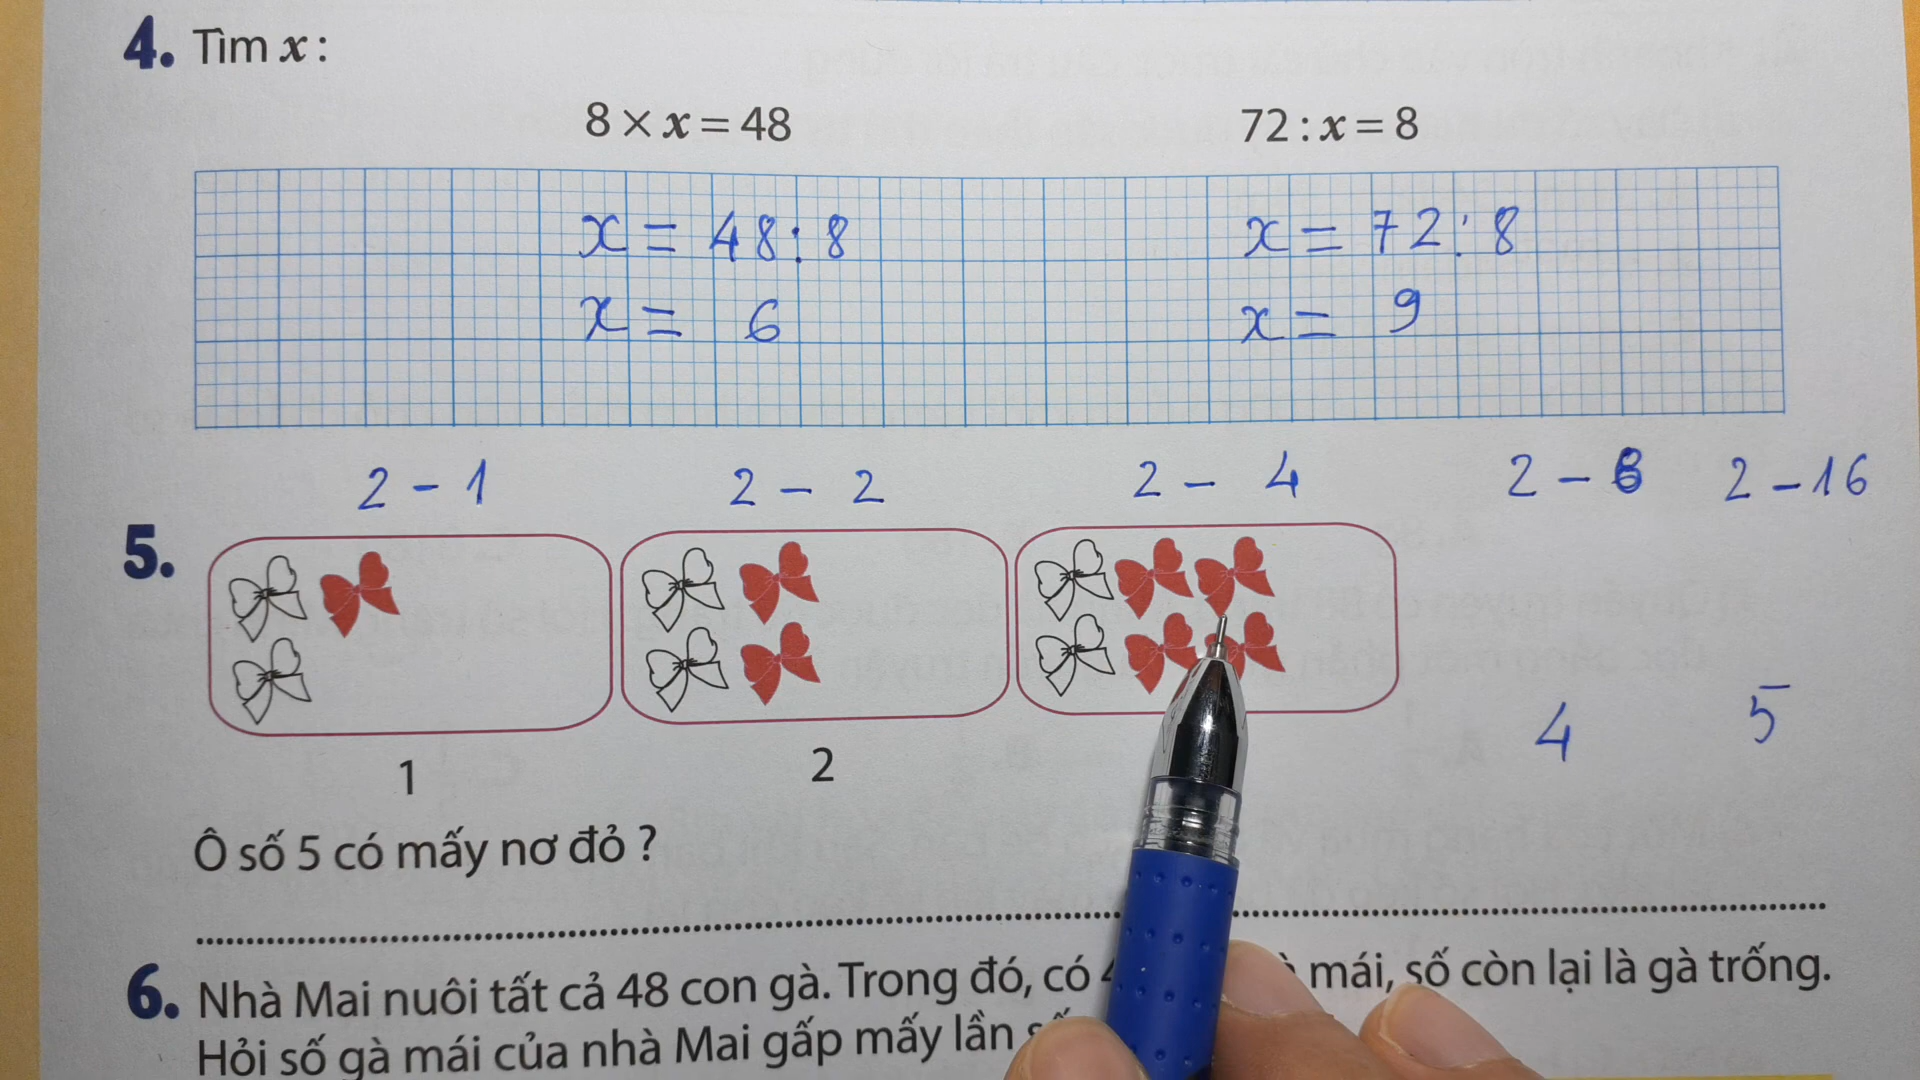 4. Tìm x :
8 × x = 48 72 : x = 8
x = 48 : 8 x = 72 : 8
x = 6 x = 9
2 - 1 2 - 2 2 - 4 2 - 8 2 - 16
5.
4 5
1 2
Ô số 5 có mấy nơ đỏ ?
6. Nhà Mai nuôi tất cả 48 con gà. Trong đó, có mái, số còn lại là gà trống.
Hỏi số gà mái của nhà Mai gấp mấy lần